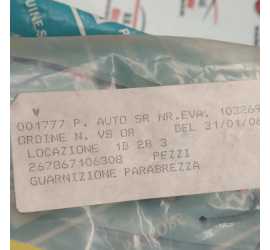 001777 P. AUTO SR NR.EVA. 103269
ORDINE N. VS OR DEL 31/01/06
LOCAZIONE 1D 28 3
267867106308 PEZZI
GUARNIZIONE PARABREZZA